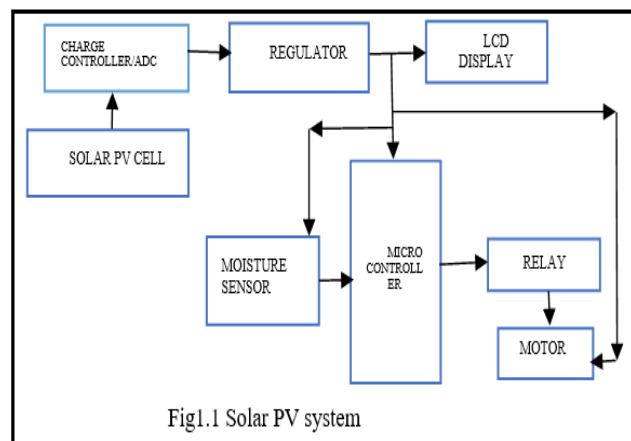 CHARGE
CONTROLLER/ADC
REGULATOR
LCD
DISPLAY
SOLAR PV CELL
MOISTURE
SENSOR
MICRO
CONTROLL
ER
RELAY
MOTOR
Fig1.1 Solar PV system